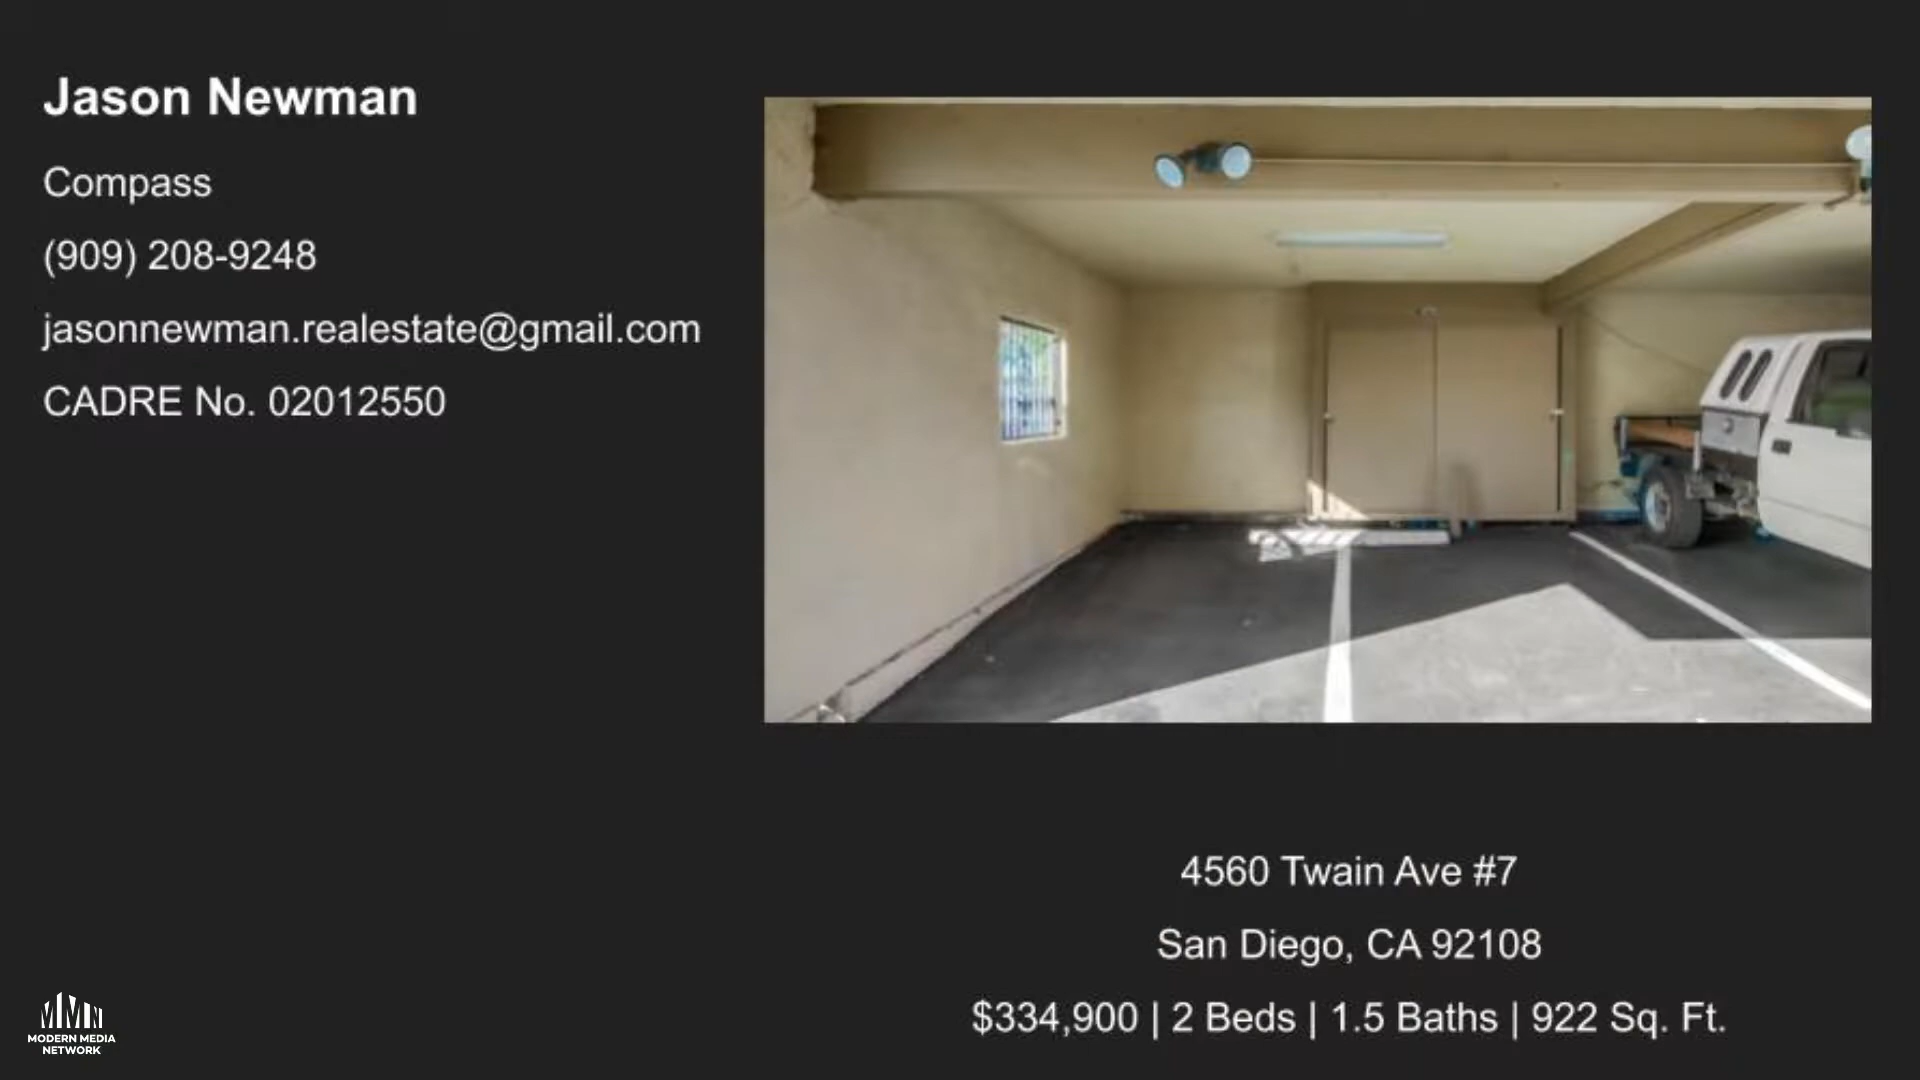 Jason Newman
Compass
(909) 208-9248
jasonnewman.realestate@gmail.com
CADRE No. 02012550
4560 Twain Ave #7
San Diego, CA 92108
$334,900 | 2 Beds | 1.5 Baths | 922 Sq. Ft.
MMN
MODERN MEDIA
NETWORK